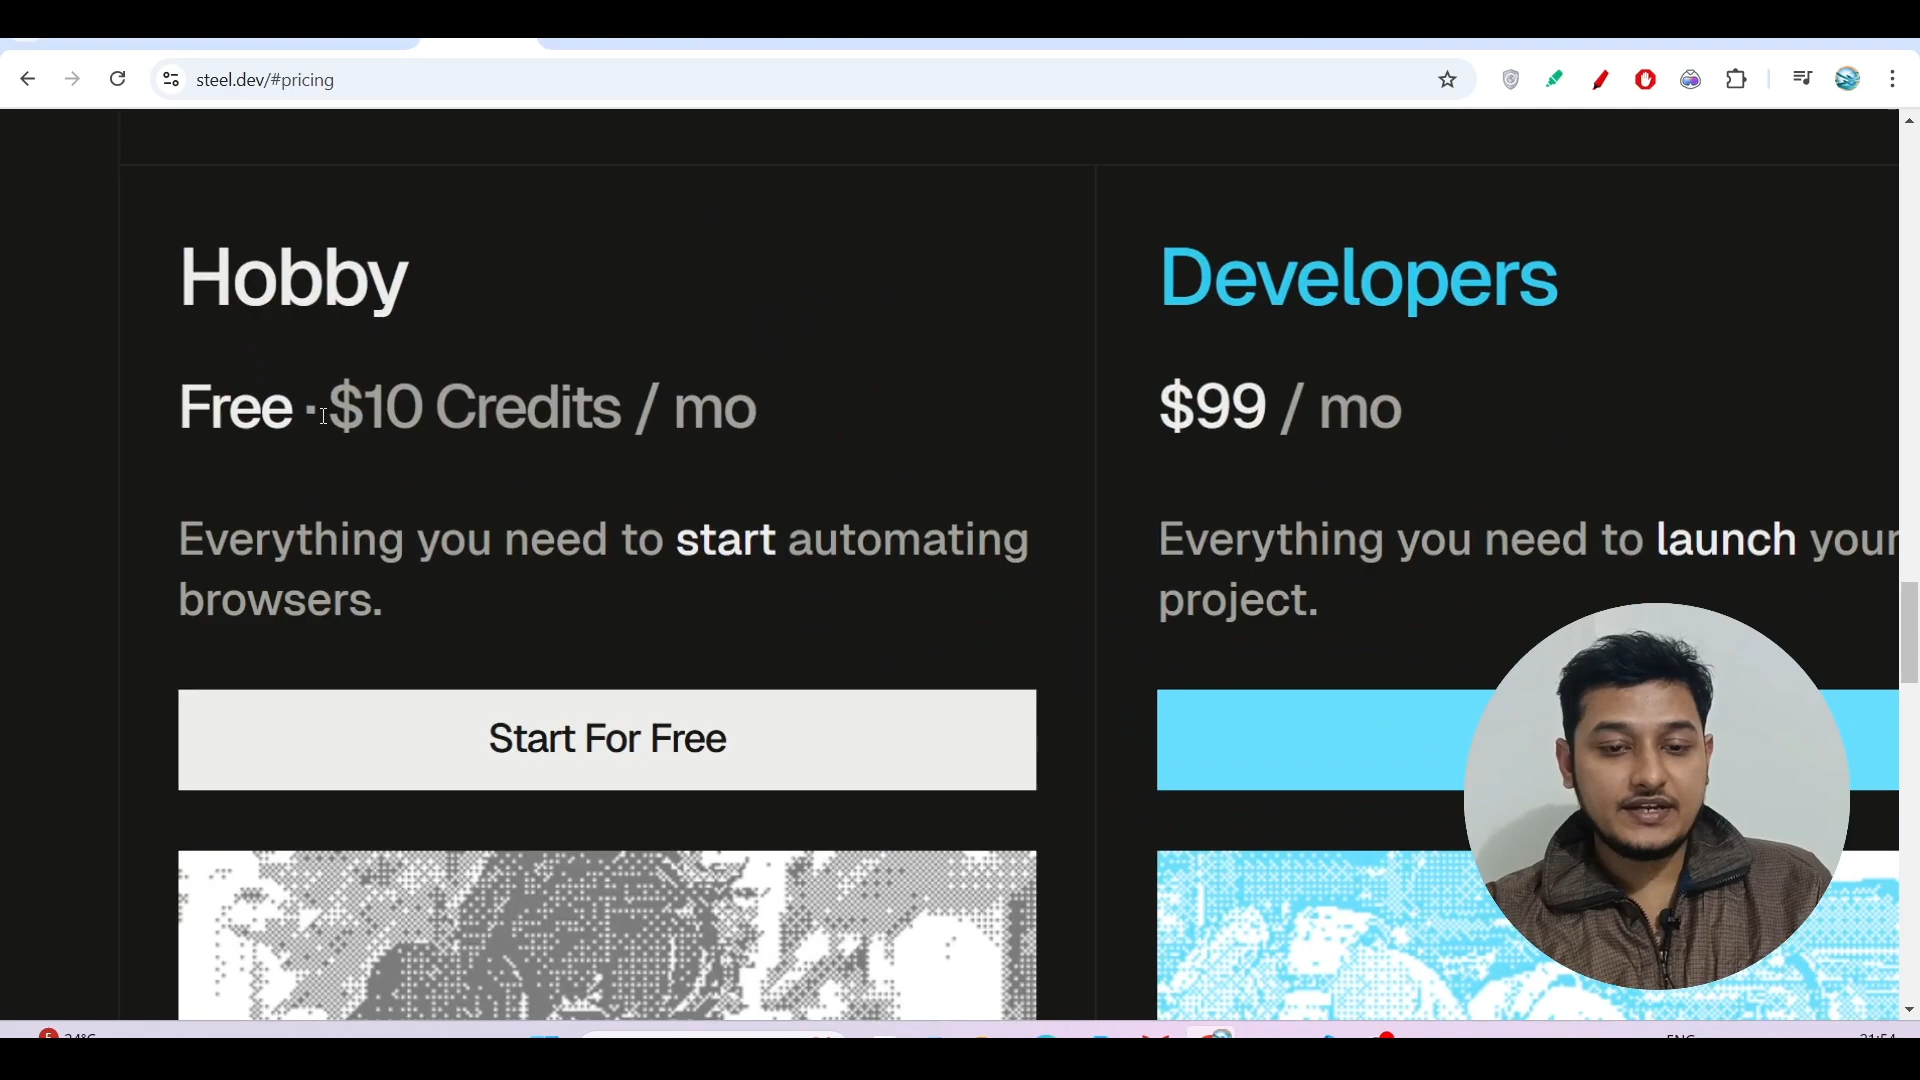 steel.dev/#pricing
Hobby
Free · $10 Credits / mo
Everything you need to start automating
browsers.
Start For Free
Developers
$99 / mo
Everything you need to launch your
project.